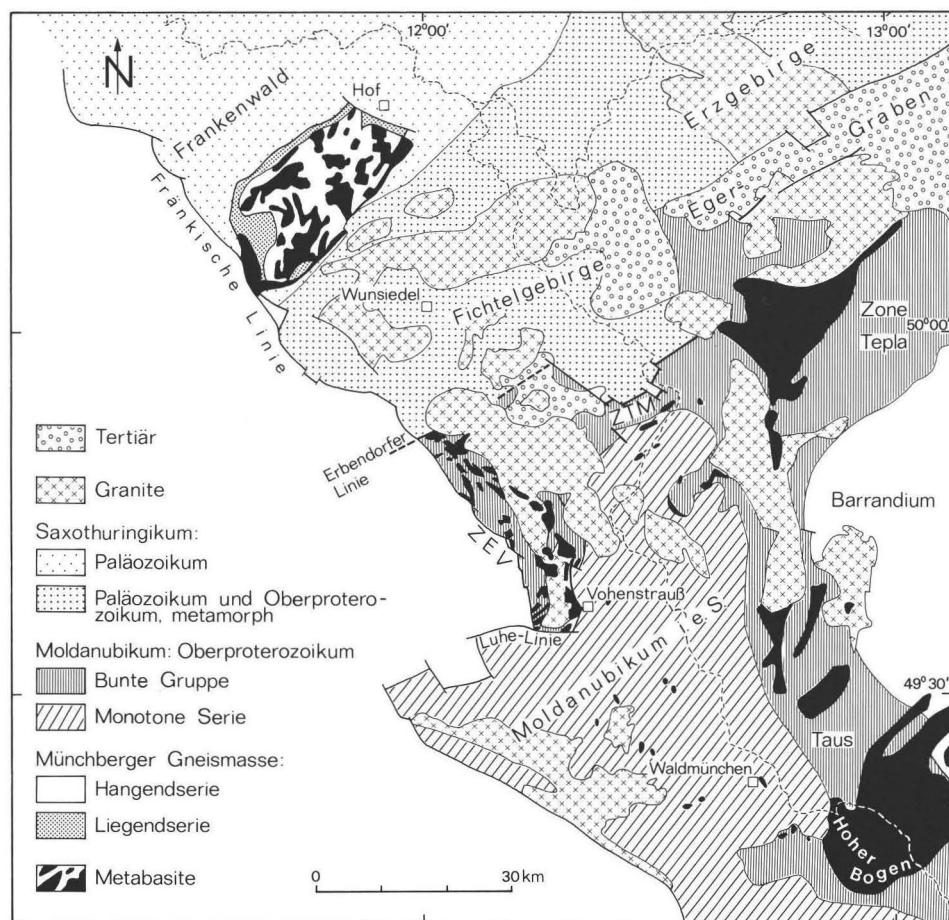 12°00'
13°00'
N
Hof
Frankenwald
Erzgebirge
Eger-Graben
Fränkische Linie
Wunsiedel
Fichtelgebirge
Zone
Tepla
50°00'
ZTM
Erbendorfer
Linie
Barrandium
ZEV
Vohenstrauß
Luhe-Linie
Moldanubikum i e S
49°30'
Taus
Waldmünchen
Hoher
Bogen
Tertiär
Granite
Saxothuringikum:
Paläozoikum
Paläozoikum und Oberprotero-
zoikum, metamorph
Moldanubikum: Oberproterozoikum
Bunte Gruppe
Monotone Serie
Münchberger Gneismasse:
Hangendserie
Liegendserie
Metabasite
0 30 km